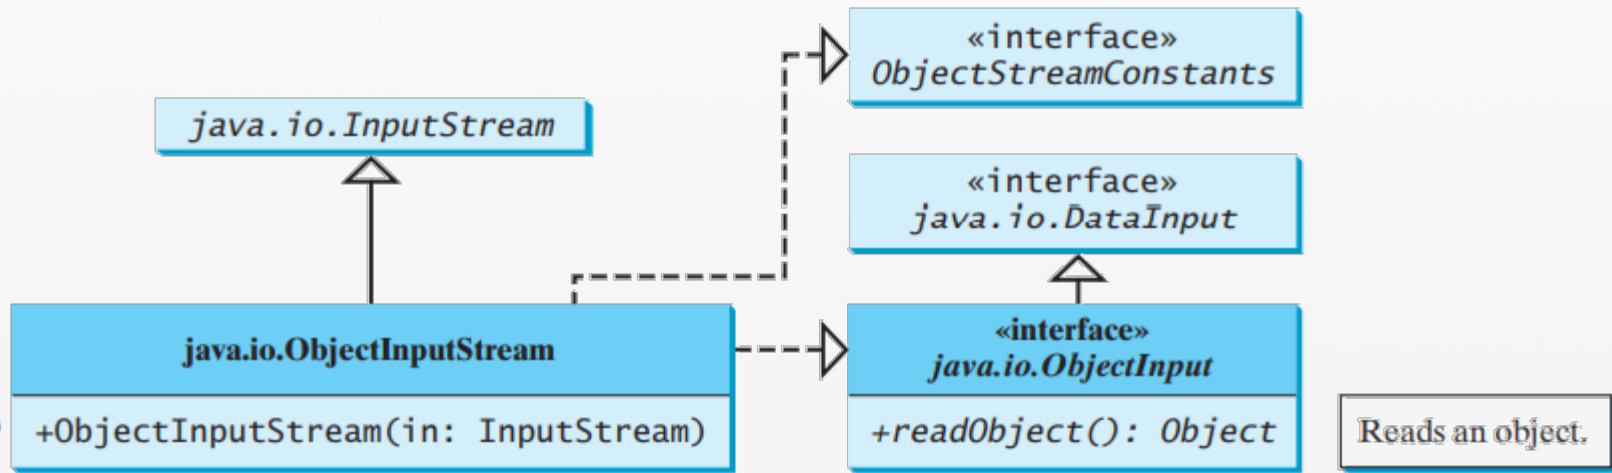 «interface»
ObjectStreamConstants
java.io.InputStream
«interface»
java.io.DataInput
java.io.ObjectInputStream
«interface»
java.io.ObjectInput
+ObjectInputStream(in: InputStream)
+readObject(): Object
Reads an object.